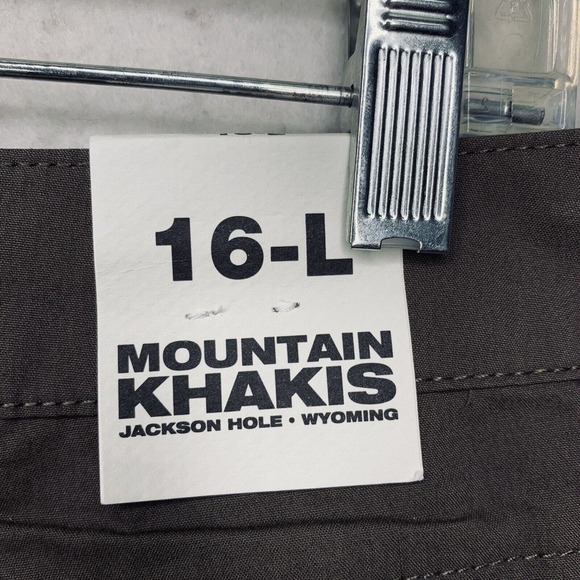 16-L
MOUNTAIN
KHAKIS
JACKSON HOLE • WYOMING